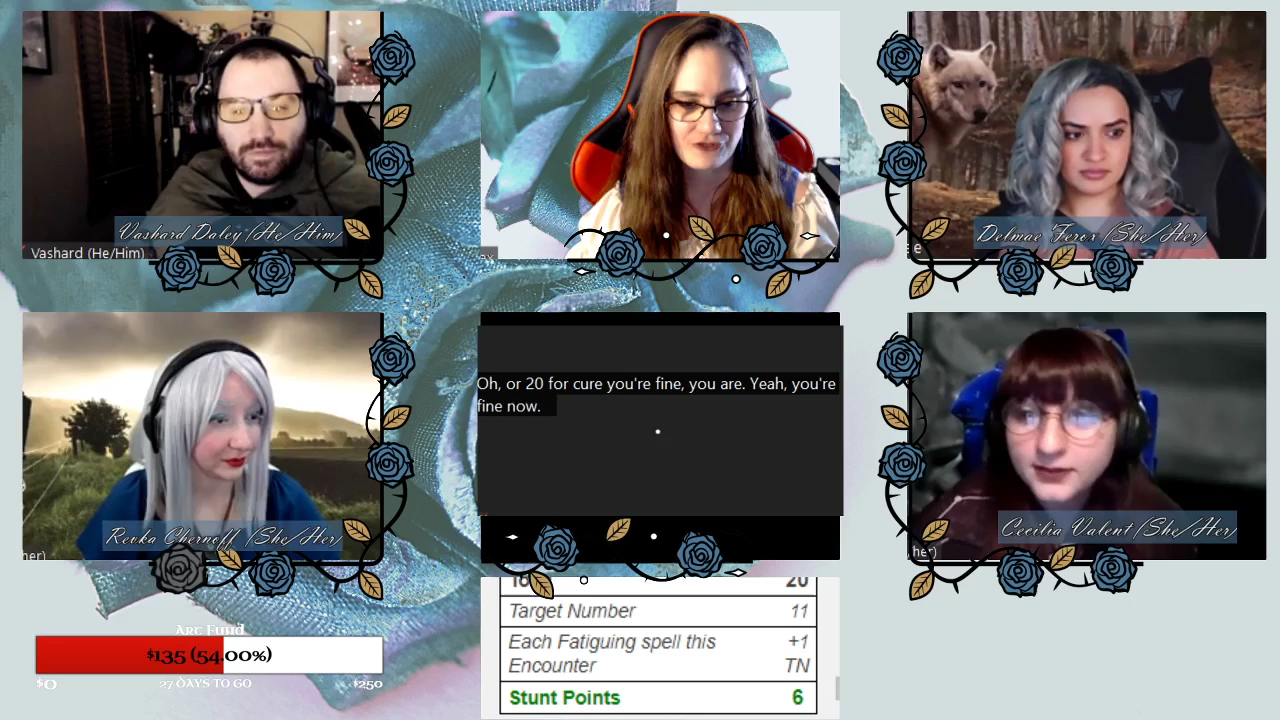 Vashard Daley (He/Him)
Vashard (He/Him)
Delmae Ferox (She/Her)
Oh, or 20 for cure you're fine, you are. Yeah, you're
fine now.
Revka Chernoff (She/Her)
her)
Cecilia Valent (She/Her)
her)
20
Target Number 11
Each Fatiguing spell this +1
Encounter TN
Stunt Points 6
Art Fund
$135 (54.00%)
$0 27 DAYS TO GO $250